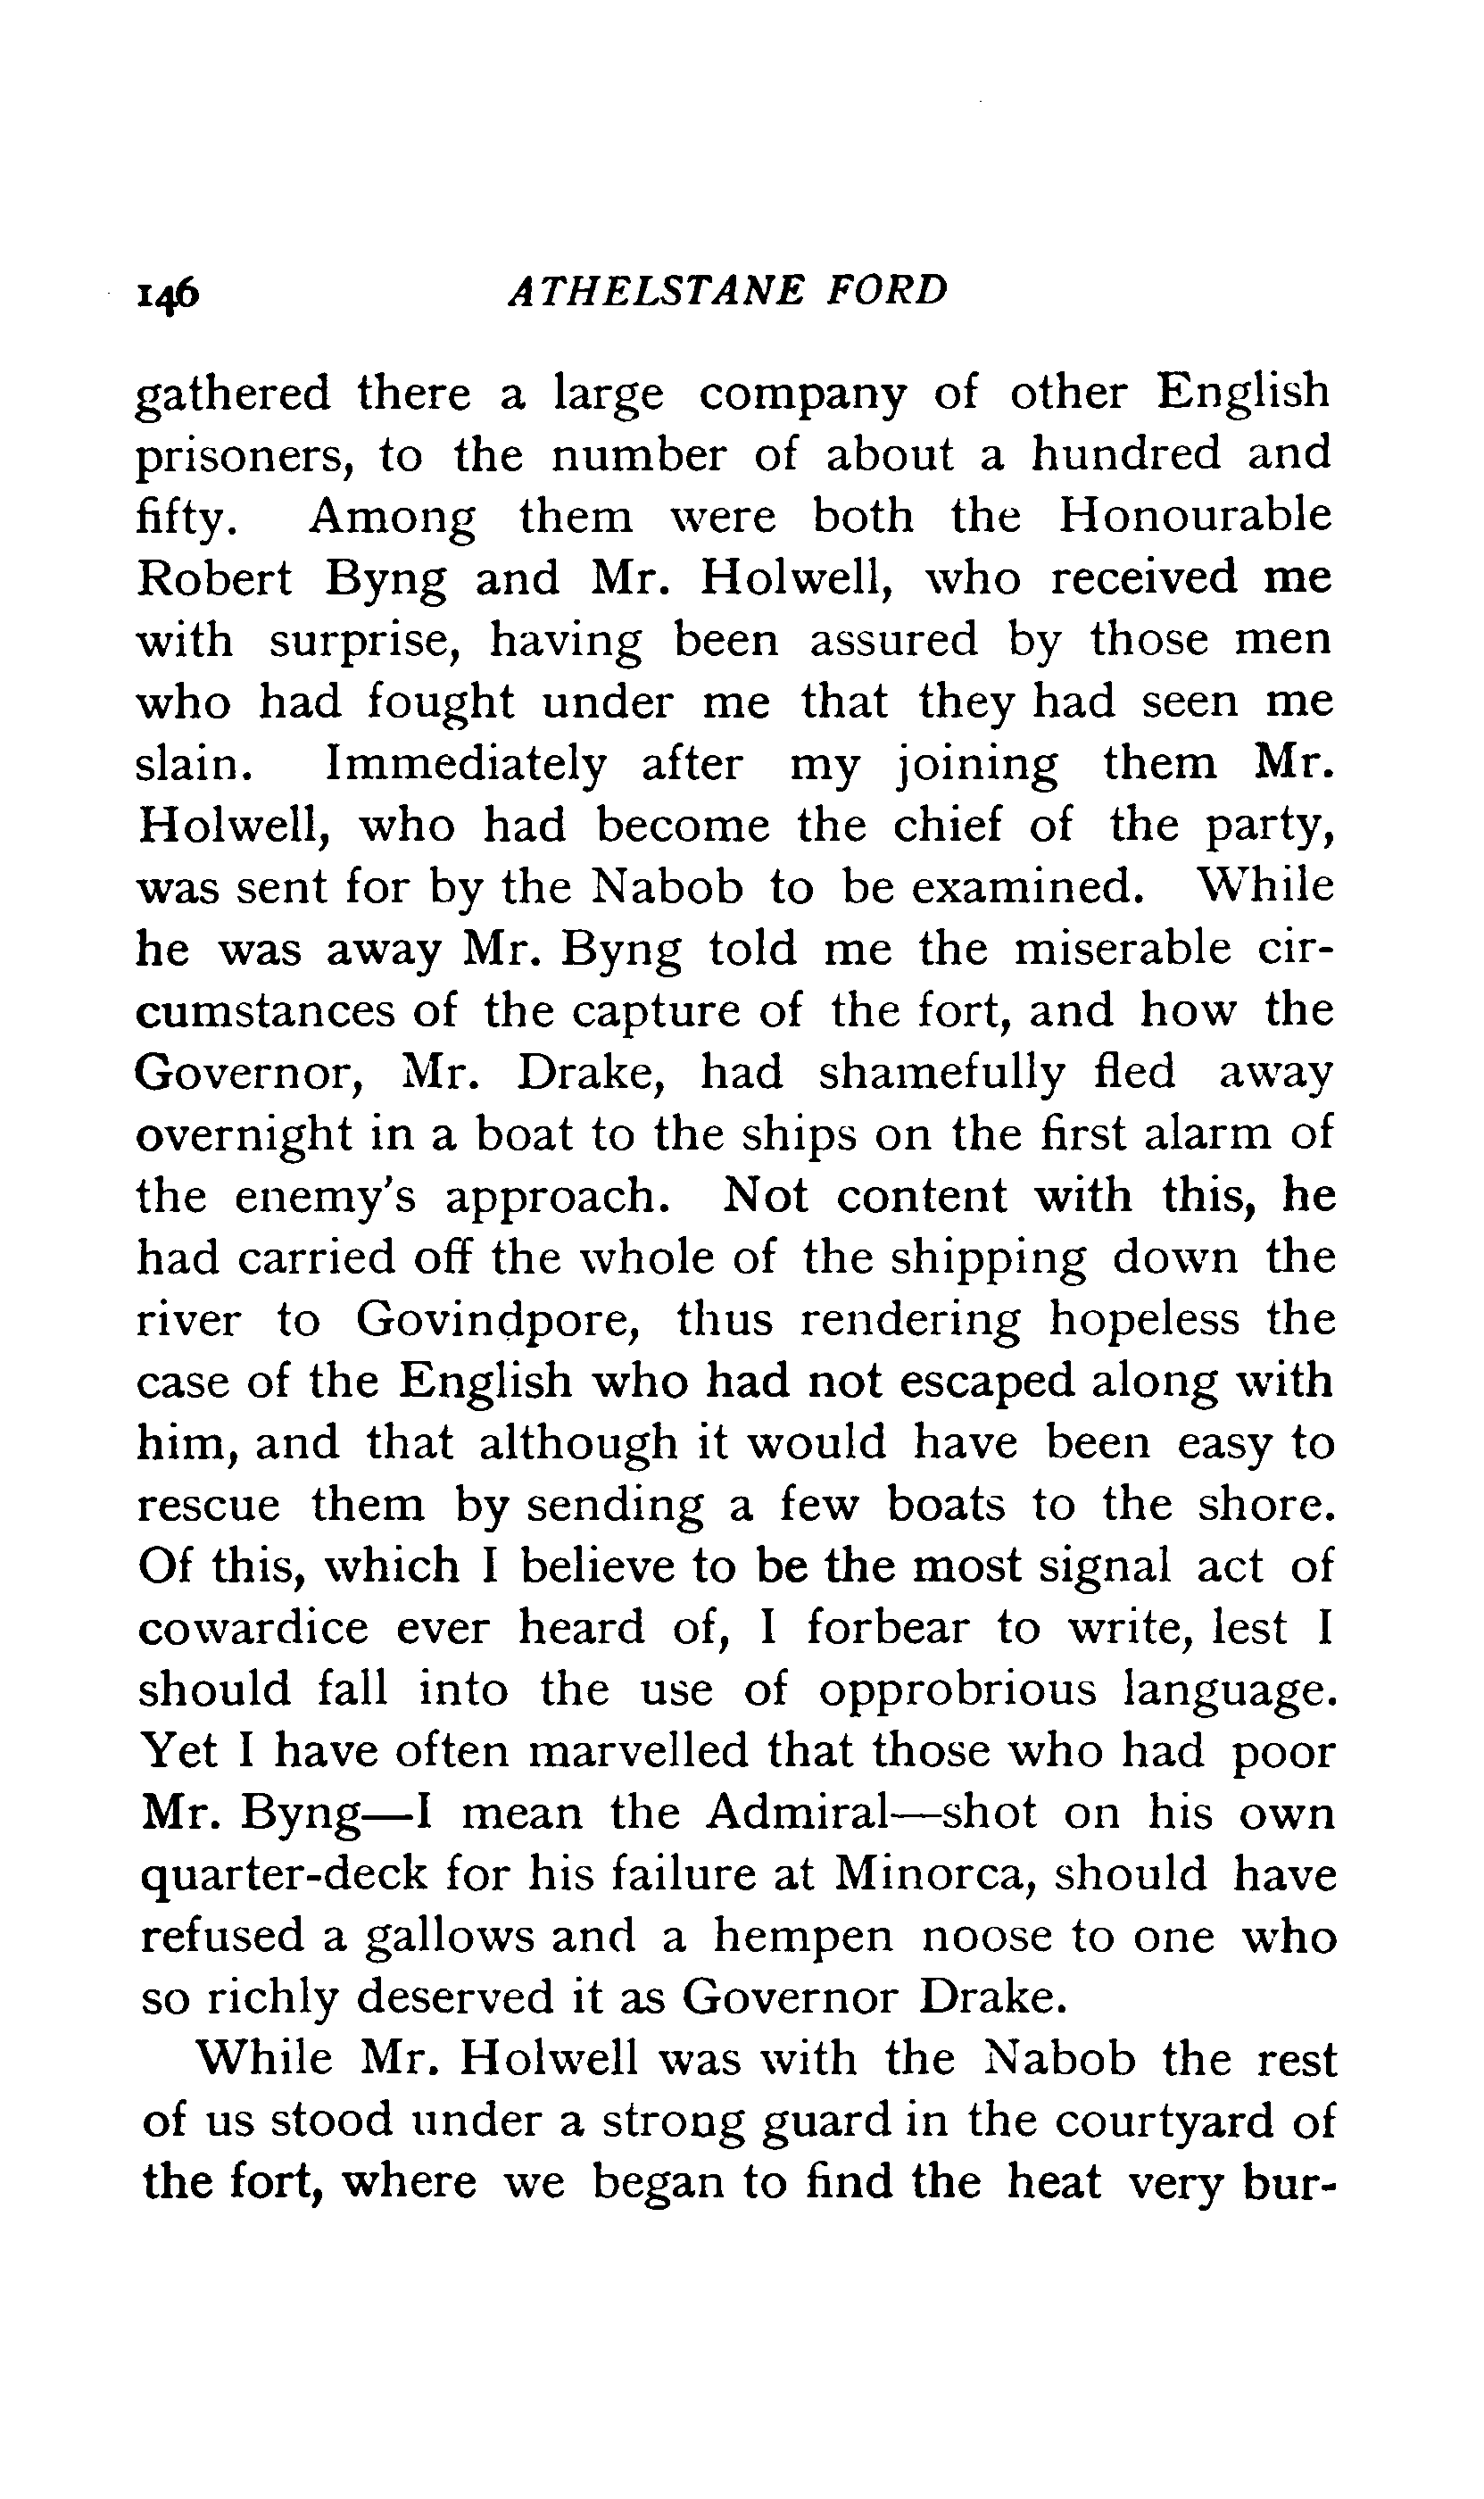 146 ATHELSTANE FORD
gathered there a large company of other English
prisoners, to the number of about a hundred and
fifty. Among them were both the Honourable
Robert Byng and Mr. Holwell, who received me
with surprise, having been assured by those men
who had fought under me that they had seen me
slain. Immediately after my joining them Mr.
Holwell, who had become the chief of the party,
was sent for by the Nabob to be examined. While
he was away Mr. Byng told me the miserable cir-
cumstances of the capture of the fort, and how the
Governor, Mr. Drake, had shamefully fled away
overnight in a boat to the ships on the first alarm of
the enemy's approach. Not content with this, he
had carried off the whole of the shipping down the
river to Govindpore, thus rendering hopeless the
case of the English who had not escaped along with
him, and that although it would have been easy to
rescue them by sending a few boats to the shore.
Of this, which I believe to be the most signal act of
cowardice ever heard of, I forbear to write, lest I
should fall into the use of opprobrious language.
Yet I have often marvelled that those who had poor
Mr. Byng—I mean the Admiral—shot on his own
quarter-deck for his failure at Minorca, should have
refused a gallows and a hempen noose to one who
so richly deserved it as Governor Drake.
While Mr. Holwell was with the Nabob the rest
of us stood under a strong guard in the courtyard of
the fort, where we began to find the heat very bur-